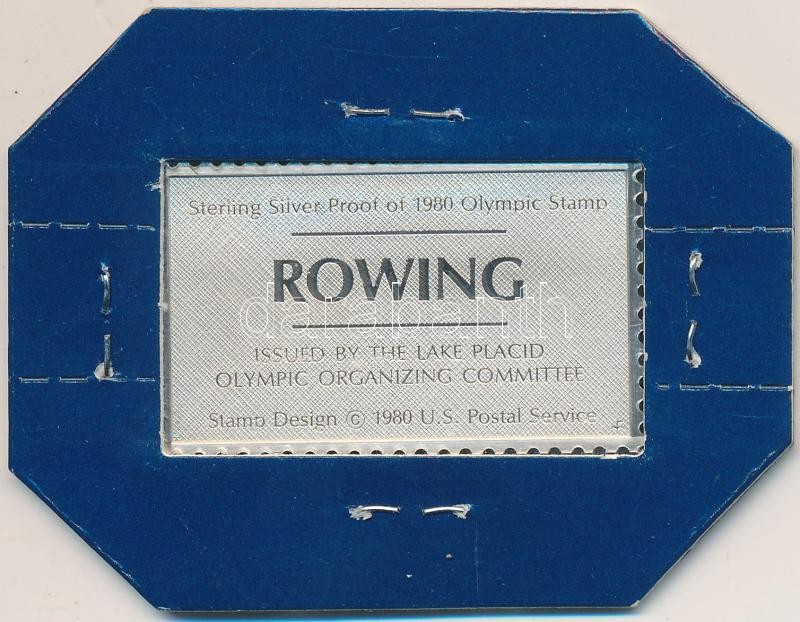 Sterling Silver Proof of 1980 Olympic Stamp
ROWING
darabanth
ISSUED BY THE LAKE PLACID
OLYMPIC ORGANIZING COMMITTEE
Stamp Design © 1980 U.S. Postal Service